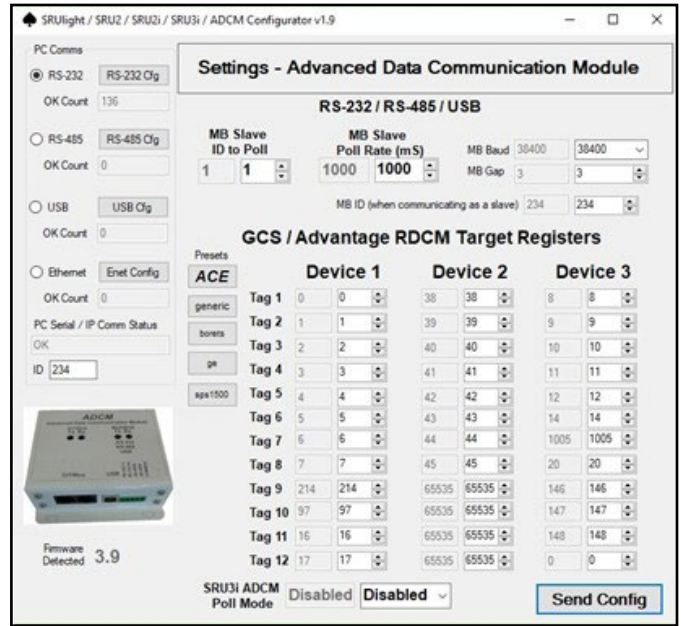 SRUlight / SRU2 / SRU2i / SRU3i / ADCM Configurator v1.9
PC Comms
RS-232 RS-232 Cfg
OK Count 136
RS-485 RS-485 Cfg
OK Count 0
USB USB Cfg
OK Count 0
Ethernet Enet Config
OK Count 0
PC Serial / IP Comm Status
OK
ID 234
ADCM
Firmware
Detected 3.9
Settings - Advanced Data Communication Module
RS-232 / RS-485 / USB
MB Slave
ID to Poll
1 1
MB Slave
Poll Rate (mS)
1000 1000
MB Baud 38400 38400
MB Gap 3 3
MB ID (when communicating as a slave) 234 234
GCS / Advantage RDCM Target Registers
Presets
ACE
generic
borets
ge
sps1500
Device 1 Device 2 Device 3
Tag 1 0 0 38 38 8 8
Tag 2 1 1 39 39 9 9
Tag 3 2 2 40 40 10 10
Tag 4 3 3 41 41 11 11
Tag 5 4 4 42 42 12 12
Tag 6 5 5 43 43 14 14
Tag 7 6 6 44 44 1005 1005
Tag 8 7 7 45 45 20 20
Tag 9 214 214 65535 65535 146 146
Tag 10 97 97 65535 65535 147 147
Tag 11 16 16 65535 65535 148 148
Tag 12 17 17 65535 65535 0 0
SRU3i ADCM
Poll Mode
Disabled Disabled
Send Config